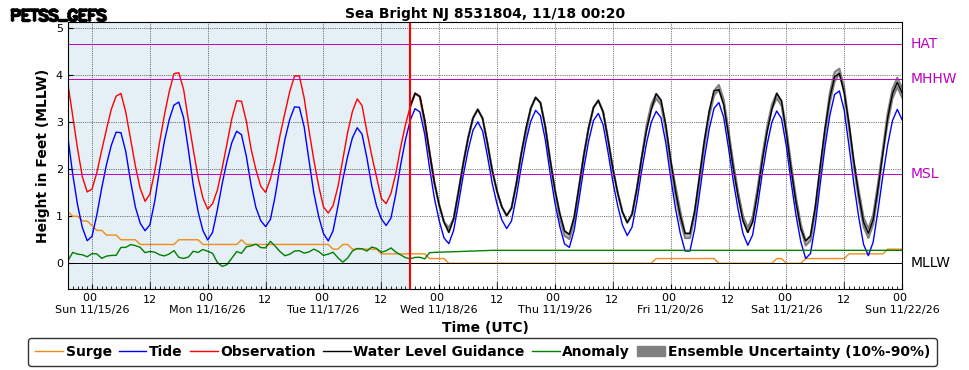 PETSS_GEFS
Sea Bright NJ 8531804, 11/18 00:20
Height in Feet (MLLW)
5
4
3
2
1
0
HAT
MHHW
MSL
MLLW
00 12 00 12 00 12 00 12 00 12 00 12 00 12 00
Sun 11/15/26 Mon 11/16/26 Tue 11/17/26 Wed 11/18/26 Thu 11/19/26 Fri 11/20/26 Sat 11/21/26 Sun 11/22/26
Time (UTC)
Surge Tide Observation Water Level Guidance Anomaly Ensemble Uncertainty (10%-90%)